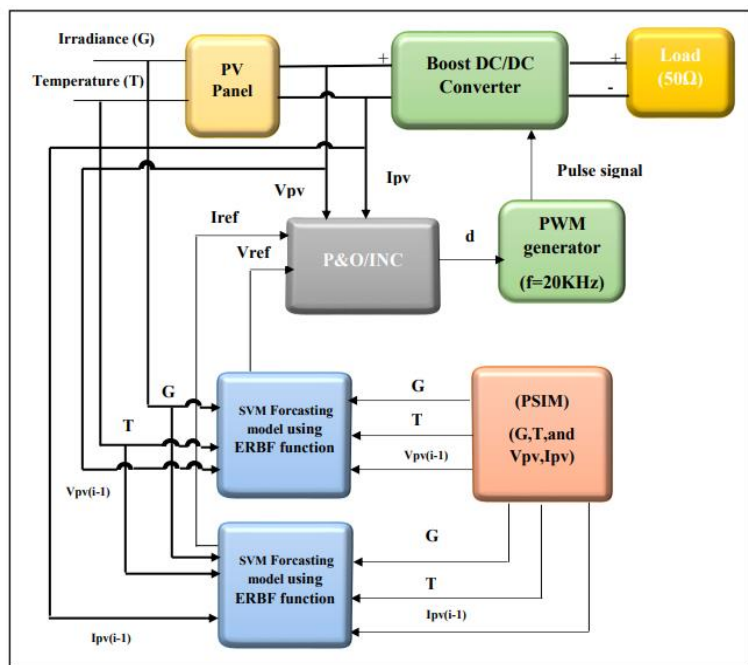 Irradiance (G)
Temperature (T)
PV
Panel
+
Boost DC/DC
Converter
+
-
Load
(50Ω)
Vpv
Ipv
Pulse signal
Iref
Vref
P&O/INC
d
PWM
generator
(f=20KHz)
G
T
Vpv(i-1)
SVM Forcasting
model using
ERBF function
G
T
Vpv(i-1)
(PSIM)
(G,T,and
Vpv,Ipv)
SVM Forcasting
model using
ERBF function
G
T
Ipv(i-1)
Ipv(i-1)